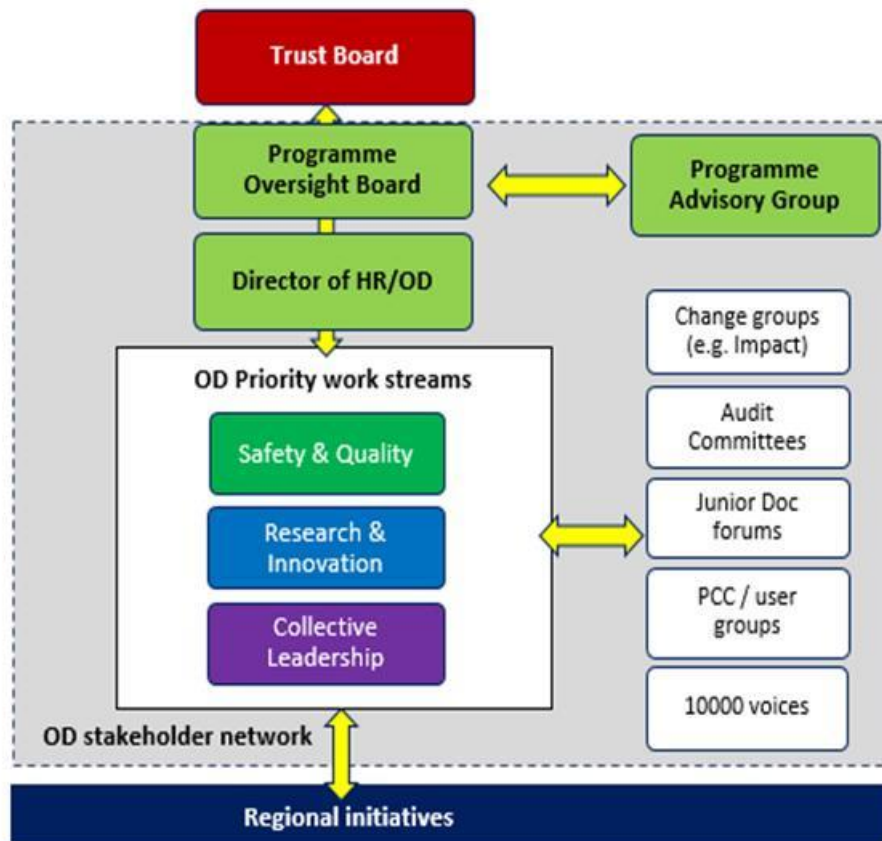 Trust Board
Programme
Oversight Board
Programme
Advisory Group
Director of HR/OD
OD Priority work streams
Safety & Quality
Research &
Innovation
Collective
Leadership
Change groups
(e.g. Impact)
Audit
Committees
Junior Doc
forums
PCC / user
groups
10000 voices
OD stakeholder network
Regional initiatives